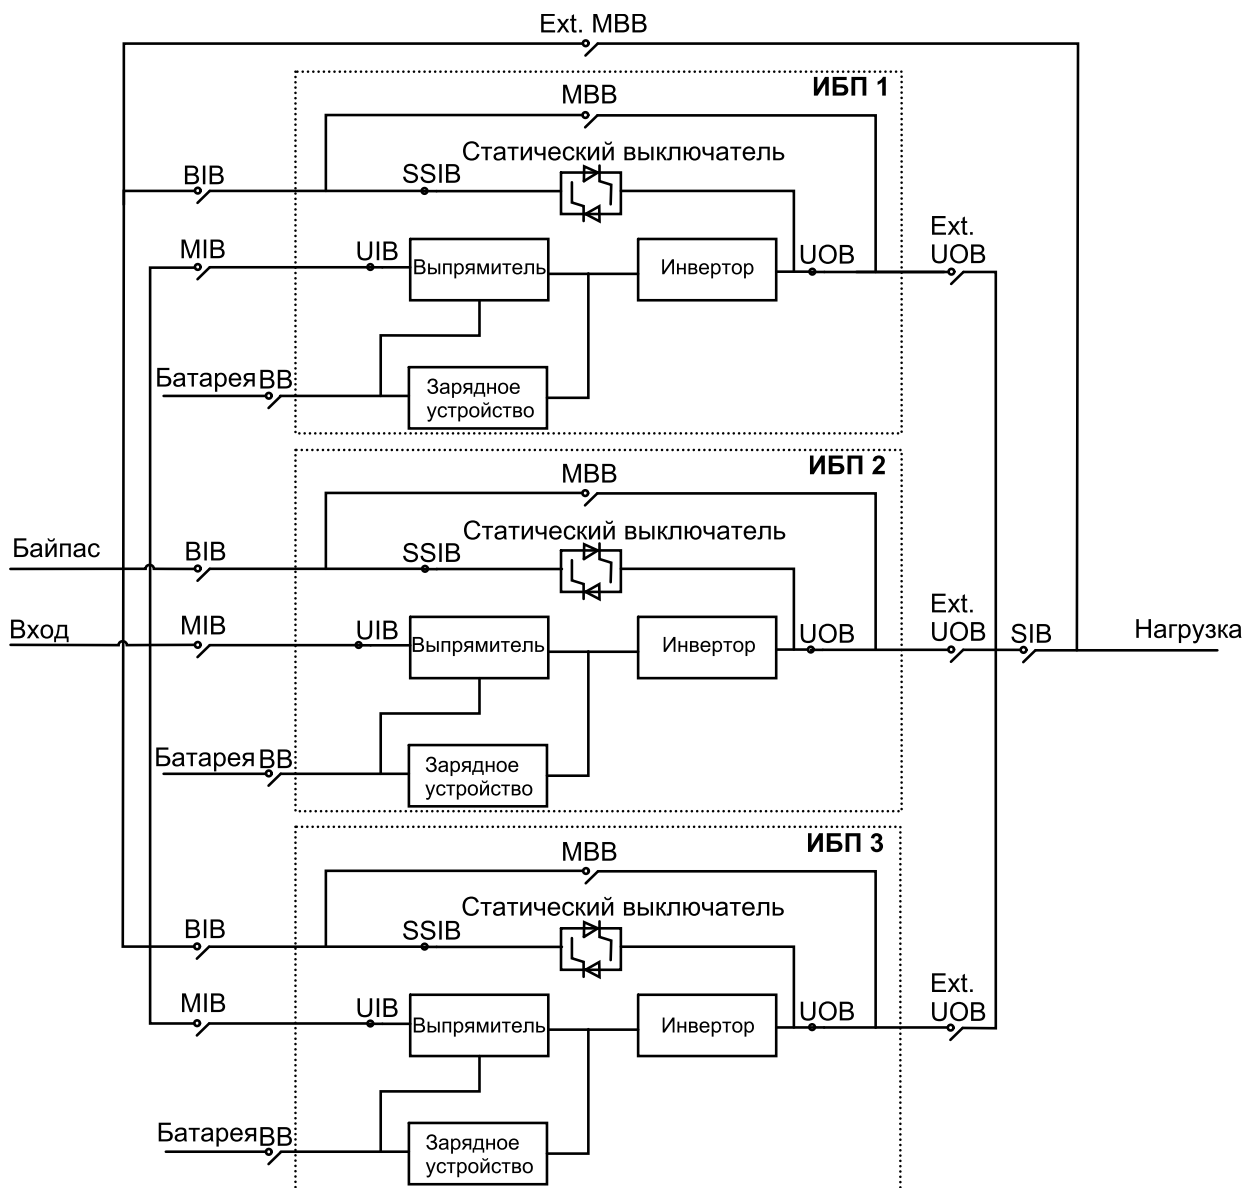 Ext. MBB
ИБП 1
MBB
Статический выключатель
BIB
SSIB
Ext.
UOB
MIB
UIB
Выпрямитель
Инвертор
UOB
Батарея BB
Зарядное
устройство
ИБП 2
MBB
Статический выключатель
Байпас
BIB
SSIB
Ext.
UOB
Вход
MIB
UIB
Выпрямитель
Инвертор
UOB
SIB
Нагрузка
Батарея BB
Зарядное
устройство
ИБП 3
MBB
Статический выключатель
BIB
SSIB
Ext.
UOB
MIB
UIB
Выпрямитель
Инвертор
UOB
Батарея BB
Зарядное
устройство